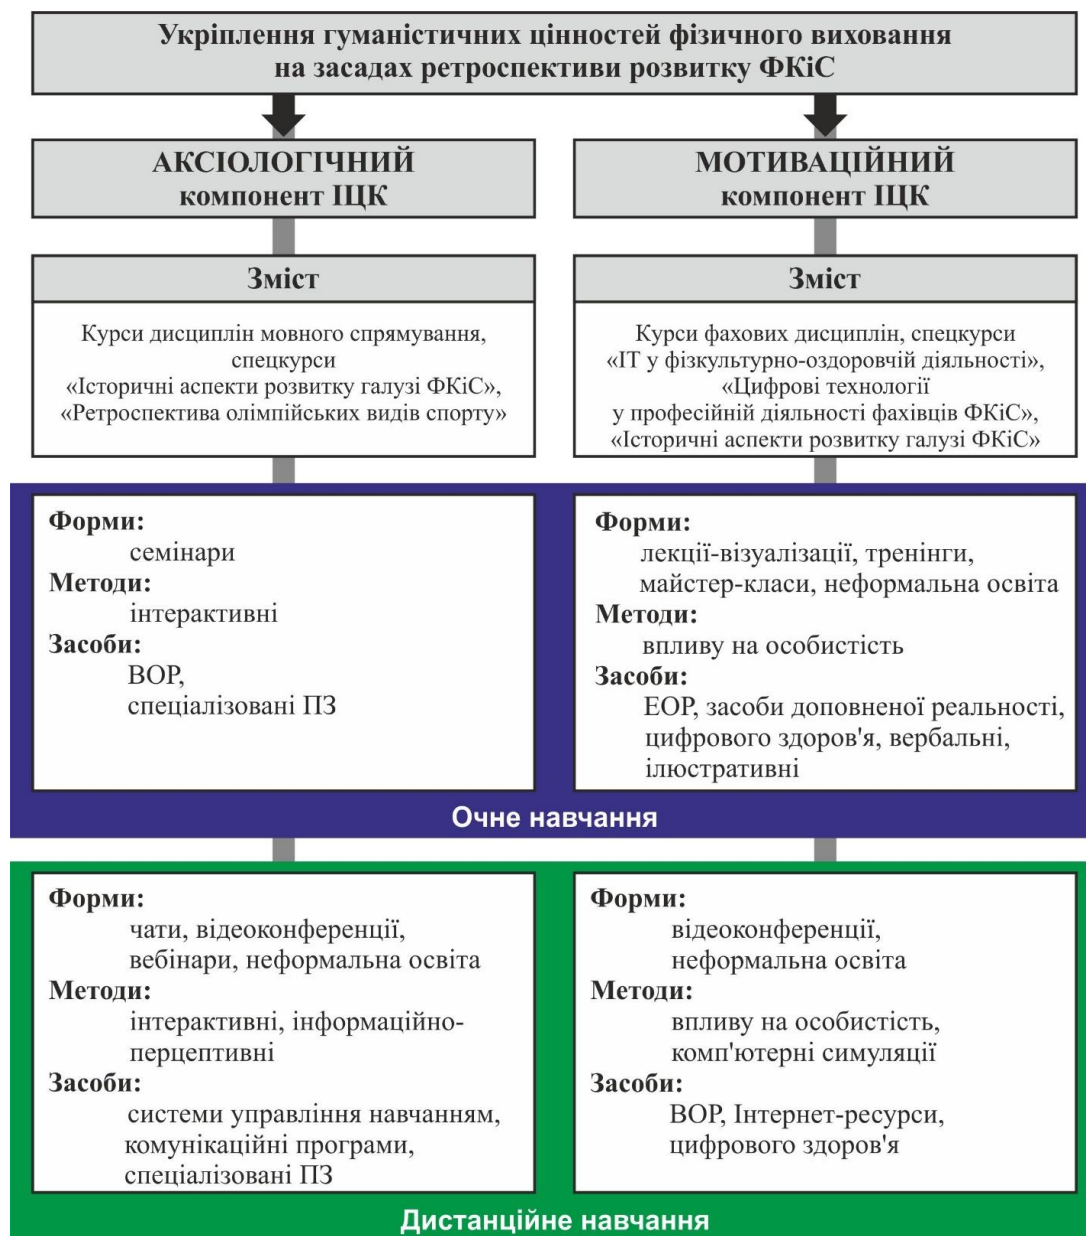 Укріплення гуманістичних цінностей фізичного виховання
на засадах ретроспективи розвитку ФКіС
АКСІОЛОГІЧНИЙ
компонент ІЦК
МОТИВАЦІЙНИЙ
компонент ІЦК
Зміст
Курси дисциплін мовного спрямування,
спецкурси
«Історичні аспекти розвитку галузі ФКіС»,
«Ретроспектива олімпійських видів спорту»
Зміст
Курси фахових дисциплін, спецкурси
«ІТ у фізкультурно-оздоровчій діяльності»,
«Цифрові технології
у професійній діяльності фахівців ФКіС»,
«Історичні аспекти розвитку галузі ФКіС»
Форми:
семінари
Методи:
інтерактивні
Засоби:
ВОР,
спеціалізовані ПЗ
Форми:
лекції-візуалізації, тренінги,
майстер-класи, неформальна освіта
Методи:
впливу на особистість
Засоби:
ЕОР, засоби доповненої реальності,
цифрового здоров'я, вербальні,
ілюстративні
Очне навчання
Форми:
чати, відеоконференції,
вебінари, неформальна освіта
Методи:
інтерактивні, інформаційно-
перцептивні
Засоби:
системи управління навчанням,
комунікаційні програми,
спеціалізовані ПЗ
Форми:
відеоконференції,
неформальна освіта
Методи:
впливу на особистість,
комп'ютерні симуляції
Засоби:
ВОР, Інтернет-ресурси,
цифрового здоров'я
Дистанційне навчання